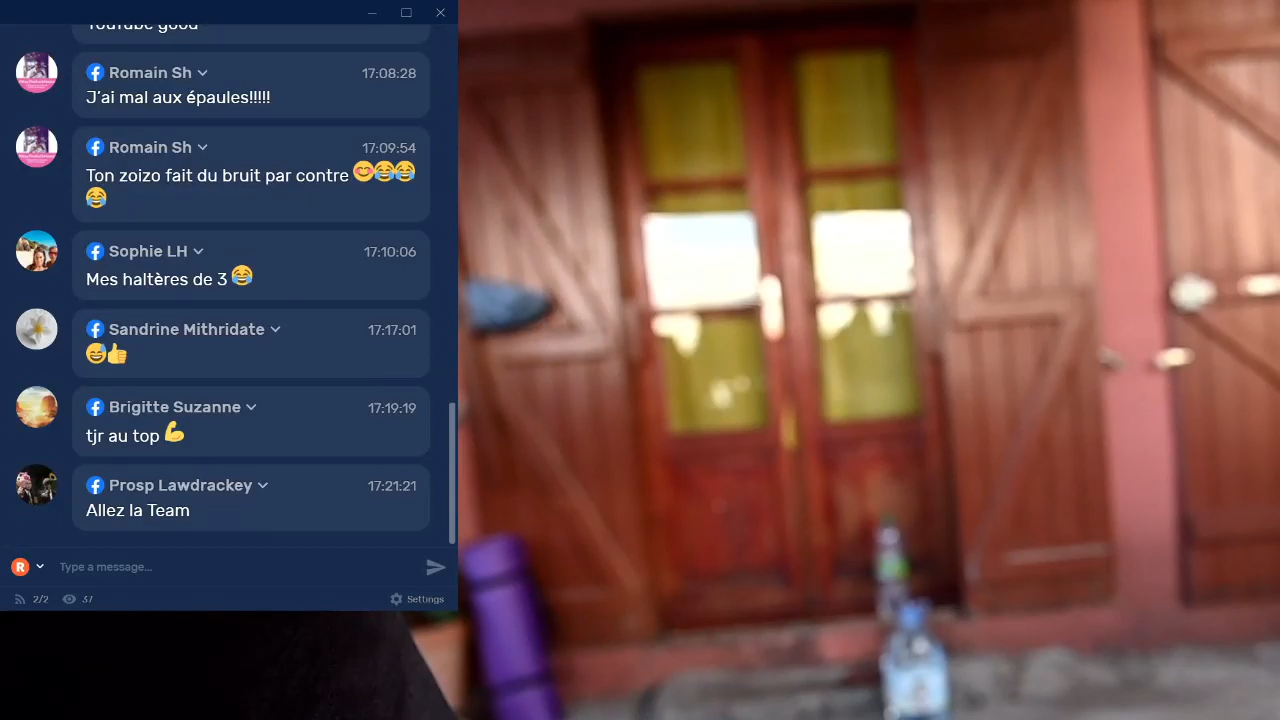 YouTube good
Romain Sh 17:08:28
J'ai mal aux épaules!!!!!
Romain Sh 17:09:54
Ton zoizo fait du bruit par contre 😊😂😂
😂
Sophie LH 17:10:06
Mes haltères de 3 😂
Sandrine Mithridate 17:17:01
😅👍
Brigitte Suzanne 17:19:19
tjr au top 💪
Prosp Lawdrackey 17:21:21
Allez la Team
R Type a message...
2/2 37 Settings